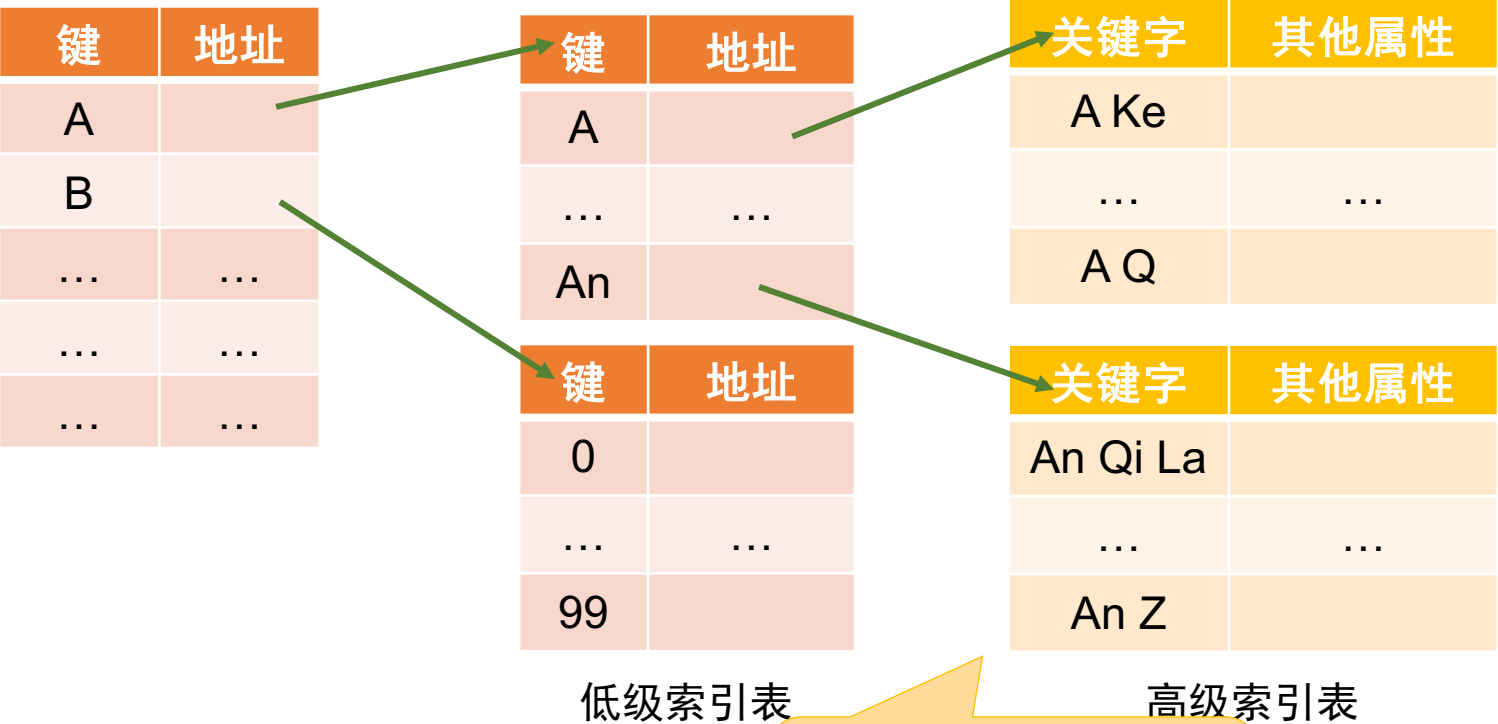 键 地址
A
B
… …
… …
… …
键 地址
A
… …
An
键 地址
0
… …
99
低级索引表
关键字 其他属性
A Ke
… …
A Q
关键字 其他属性
An Qi La
… …
An Z
高级索引表